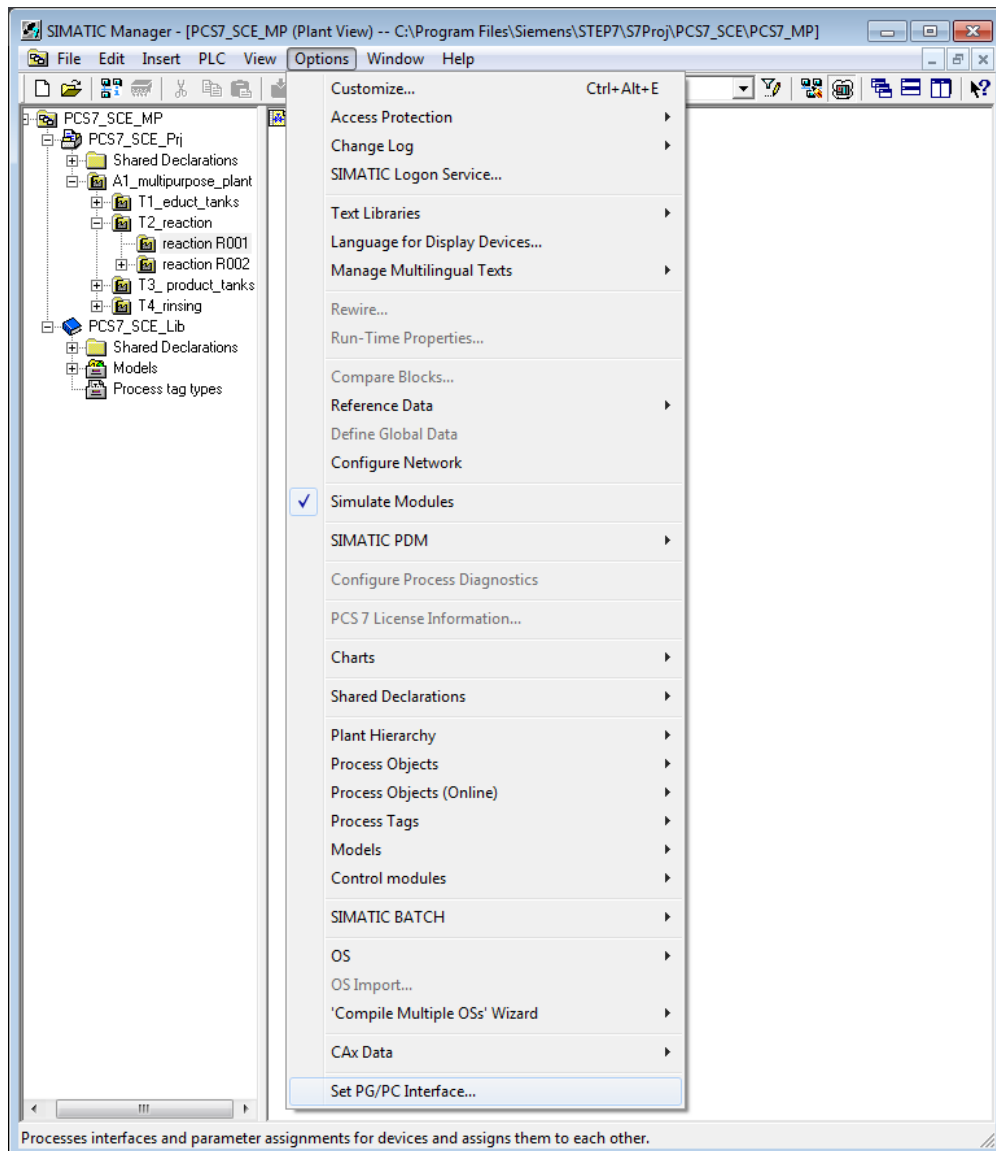 SIMATIC Manager - [PCS7_SCE_MP (Plant View) -- C:\Program Files\Siemens\STEP7\S7Proj\PCS7_SCE\PCS7_MP]
File Edit Insert PLC View Options Window Help
PCS7_SCE_MP
PCS7_SCE_Prj
Shared Declarations
A1_multipurpose_plant
T1_educt_tanks
T2_reaction
reaction R001
reaction R002
T3_ product_tanks
T4_rinsing
PCS7_SCE_Lib
Shared Declarations
Models
Process tag types
Customize... Ctrl+Alt+E
Access Protection
Change Log
SIMATIC Logon Service...
Text Libraries
Language for Display Devices...
Manage Multilingual Texts
Rewire...
Run-Time Properties...
Compare Blocks...
Reference Data
Define Global Data
Configure Network
Simulate Modules
SIMATIC PDM
Configure Process Diagnostics
PCS 7 License Information...
Charts
Shared Declarations
Plant Hierarchy
Process Objects
Process Objects (Online)
Process Tags
Models
Control modules
SIMATIC BATCH
OS
OS Import...
'Compile Multiple OSs' Wizard
CAx Data
Set PG/PC Interface...
Processes interfaces and parameter assignments for devices and assigns them to each other.